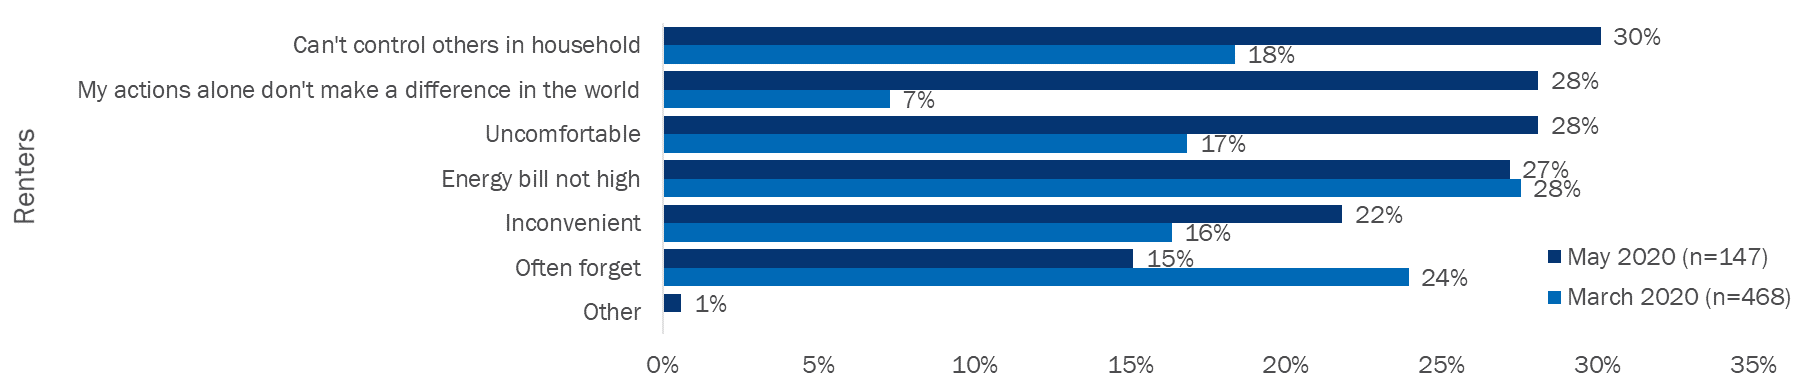 Renters
Can't control others in household
30%
18%
My actions alone don't make a difference in the world
28%
7%
Uncomfortable
28%
17%
Energy bill not high
27%
28%
Inconvenient
22%
16%
Often forget
15%
24%
Other
1%
May 2020 (n=147)
March 2020 (n=468)
0% 5% 10% 15% 20% 25% 30% 35%